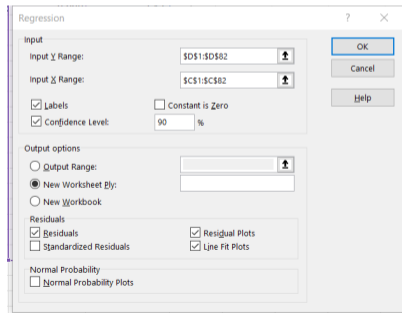 Regression ? ×
Input
Input Y Range: $D$1:$D$82
Input X Range: $C$1:$C$82
Labels Constant is Zero
Confidence Level: 90 %
OK
Cancel
Help
Output options
Output Range:
New Worksheet Ply:
New Workbook
Residuals
Residuals Residual Plots
Standardized Residuals Line Fit Plots
Normal Probability
Normal Probability Plots